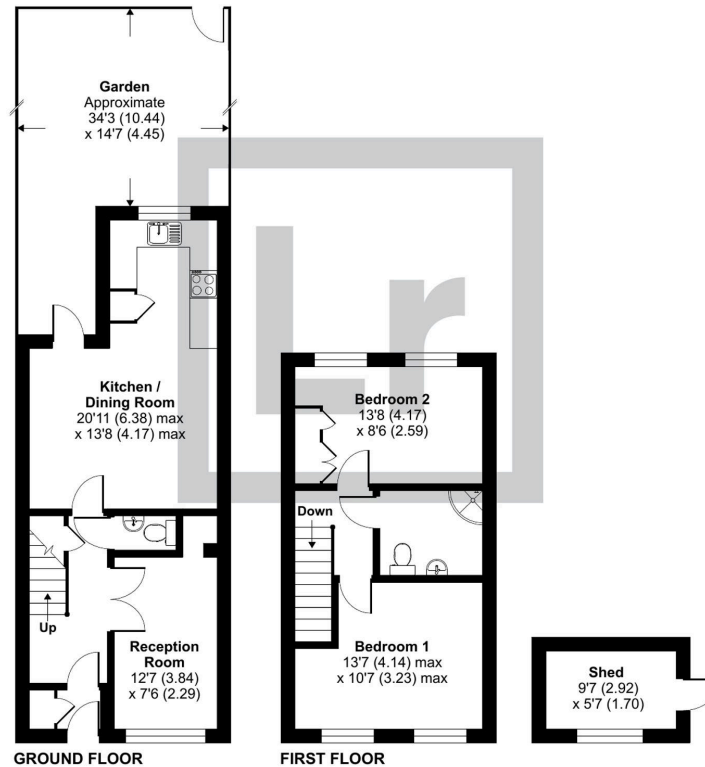 Garden
Approximate
34'3 (10.44)
x 14'7 (4.45)
Kitchen /
Dining Room
20'11 (6.38) max
x 13'8 (4.17) max
Up
Reception
Room
12'7 (3.84)
x 7'6 (2.29)
GROUND FLOOR
Lr
Bedroom 2
13'8 (4.17)
x 8'6 (2.59)
Down
Bedroom 1
13'7 (4.14) max
x 10'7 (3.23) max
FIRST FLOOR
Shed
9'7 (2.92)
x 5'7 (1.70)